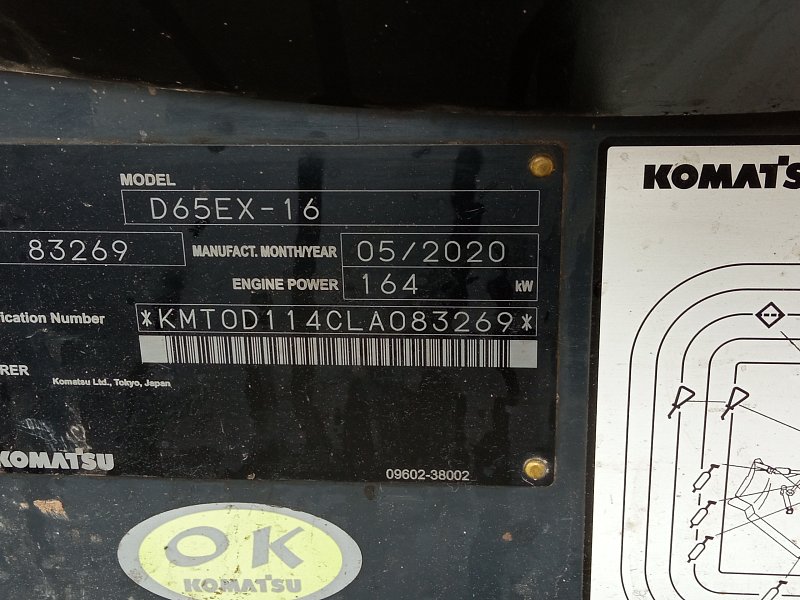 MODEL
D65EX-16
83269
MANUFACT. MONTH/YEAR 05/2020
ENGINE POWER 164 kW
fication Number *KMT0D114CLA083269*
RER
Komatsu Ltd., Tokyo, Japan
KOMATSU
09602-38002
OK
KOMATSU
KOMATS